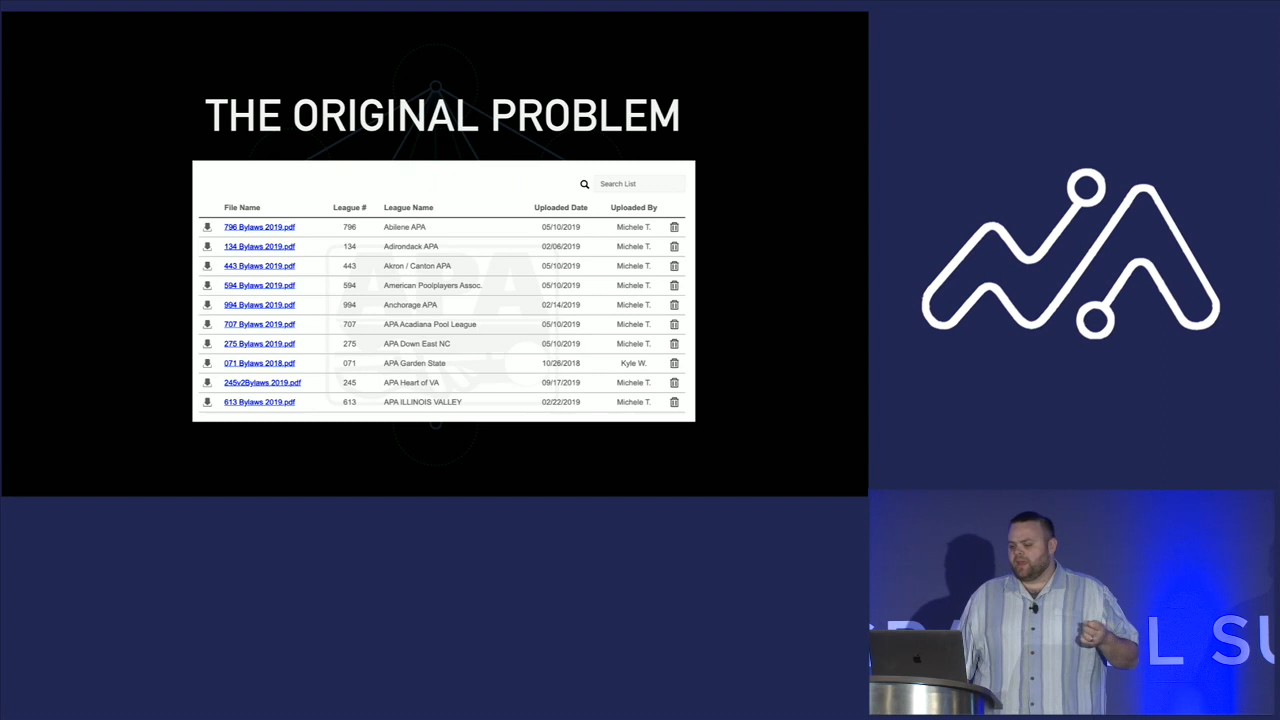 THE ORIGINAL PROBLEM
Search List
File Name League # League Name Uploaded Date Uploaded By
796 Bylaws 2019.pdf 796 Abilene APA 05/10/2019 Michele T.
134 Bylaws 2019.pdf 134 Adirondack APA 02/06/2019 Michele T.
443 Bylaws 2019.pdf 443 Akron / Canton APA 05/10/2019 Michele T.
594 Bylaws 2019.pdf 594 American Poolplayers Assoc. 05/10/2019 Michele T.
994 Bylaws 2019.pdf 994 Anchorage APA 02/14/2019 Michele T.
707 Bylaws 2019.pdf 707 APA Acadiana Pool League 05/10/2019 Michele T.
275 Bylaws 2019.pdf 275 APA Down East NC 05/10/2019 Michele T.
071 Bylaws 2018.pdf 071 APA Garden State 10/26/2018 Kyle W.
245v2Bylaws 2019.pdf 245 APA Heart of VA 09/17/2019 Michele T.
613 Bylaws 2019.pdf 613 APA ILLINOIS VALLEY 02/22/2019 Michele T.
APA
L SU